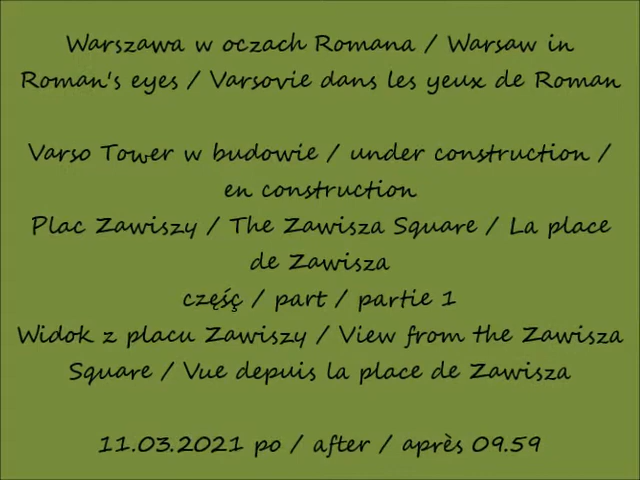 Warszawa w oczach Romana / Warsaw in
Roman's eyes / Varsovie dans les yeux de Roman
Varso Tower w budowie / under construction /
en construction
Plac Zawiszy / The Zawisza Square / La place
de Zawisza
częśç / part / partie 1
Widok z placu Zawiszy / View from the Zawisza
Square / Vue depuis la place de Zawisza
11.03.2021 po / after / après 09.59